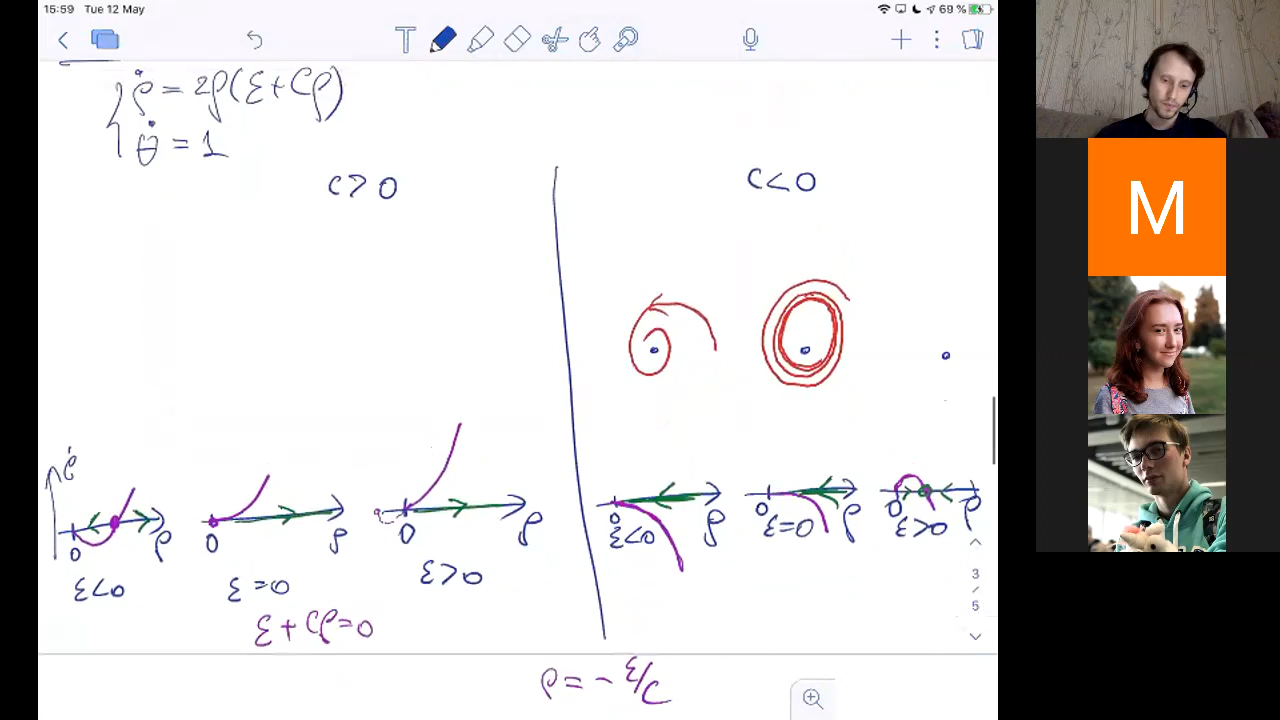 15:59 Tue 12 May
69 %
T
ρ̇ = 2ρ(ε + Cρ)
θ̇ = 1
C > 0
C < 0
M
ρ̇
0 ρ
0 ρ
0 ρ
0 ρ
0 ρ
0 ρ
ε<0
ε=0
ε>0
ε<0
ε=0
ε>0
ε + Cρ = 0
3
/
5
ρ = - ε/C